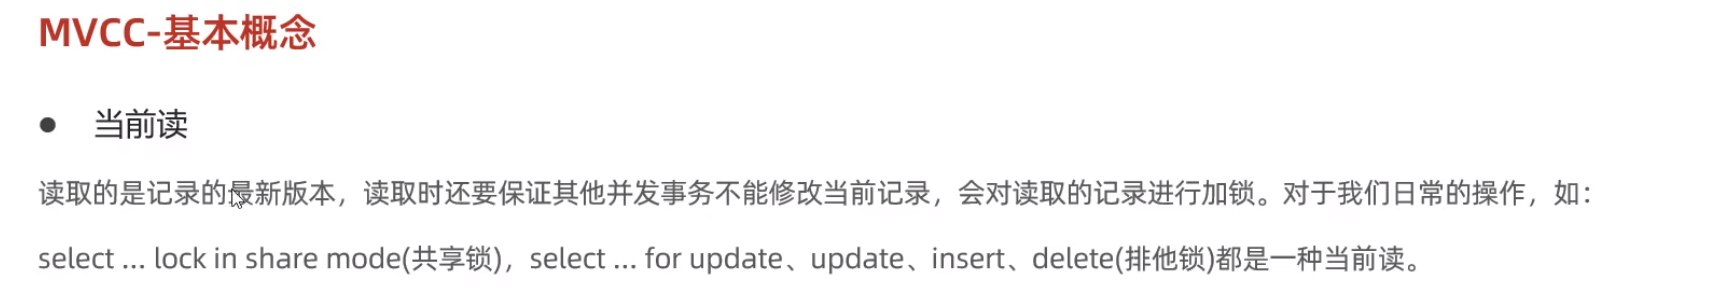 MVCC-基本概念
● 当前读
读取的是记录的最新版本，读取时还要保证其他并发事务不能修改当前记录，会对读取的记录进行加锁。对于我们日常的操作，如：
select ... lock in share mode(共享锁)，select ... for update、update、insert、delete(排他锁)都是一种当前读。